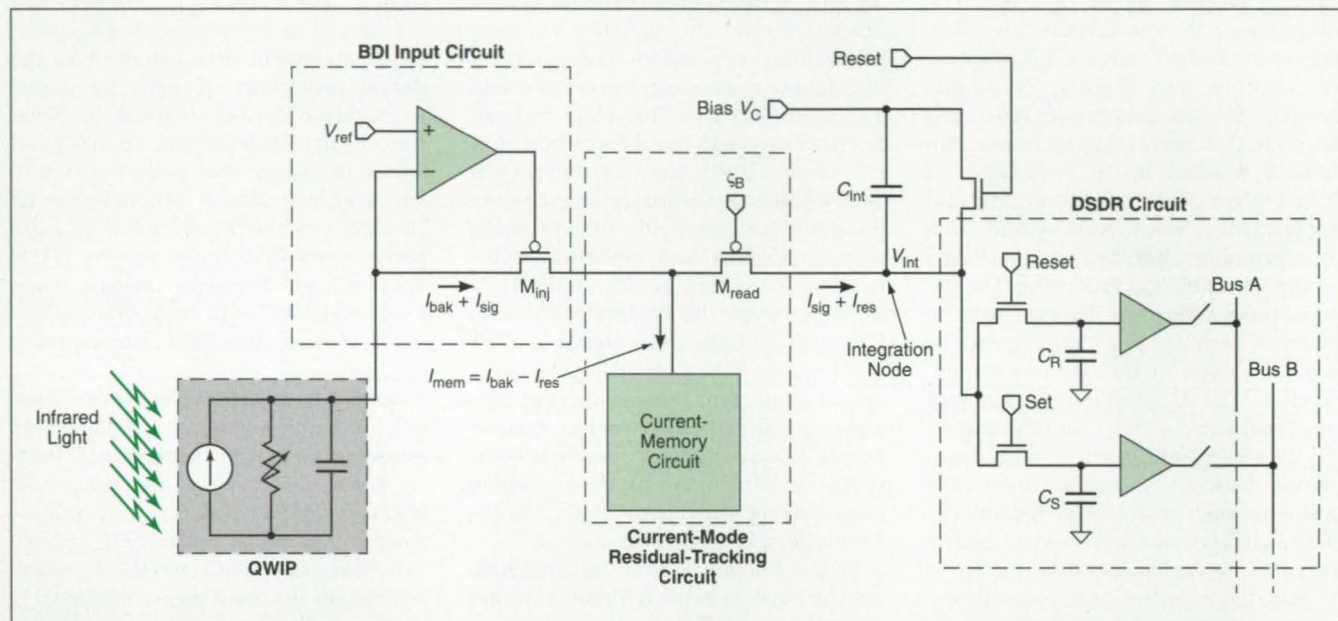 BDI Input Circuit
V_ref
+
−
M_inj
I_bak + I_sig
Infrared
Light
QWIP
ςB
M_read
I_mem = I_bak − I_res
Current-
Memory
Circuit
Current-Mode
Residual-Tracking
Circuit
I_sig + I_res
Reset
Bias V_C
C_Int
V_Int
Integration
Node
DSDR Circuit
Reset
C_R
Set
C_S
Bus A
Bus B